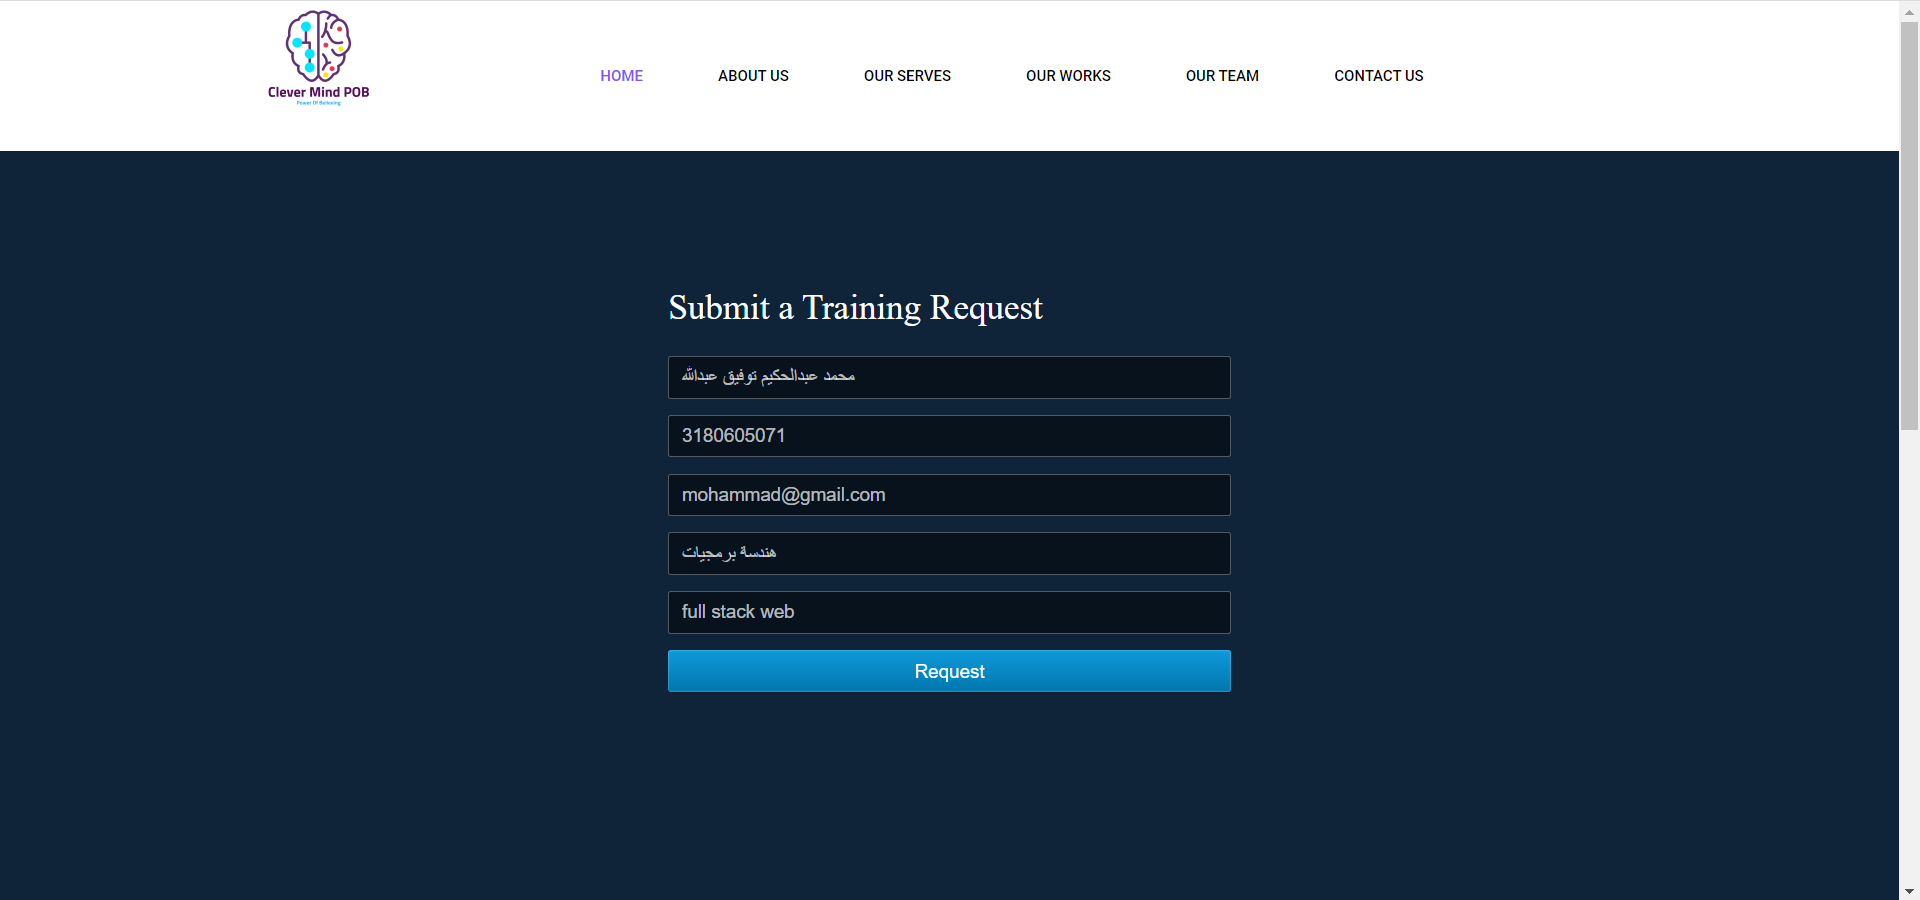 Clever Mind POB
Power Of Believing
HOME
ABOUT US
OUR SERVES
OUR WORKS
OUR TEAM
CONTACT US
Submit a Training Request
محمد عبدالحكيم توفيق عبدالله
3180605071
mohammad@gmail.com
هندسة برمجيات
full stack web
Request